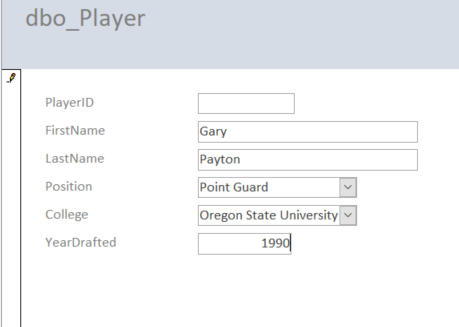 dbo_Player
PlayerID
FirstName Gary
LastName Payton
Position Point Guard
College Oregon State University
YearDrafted 1990